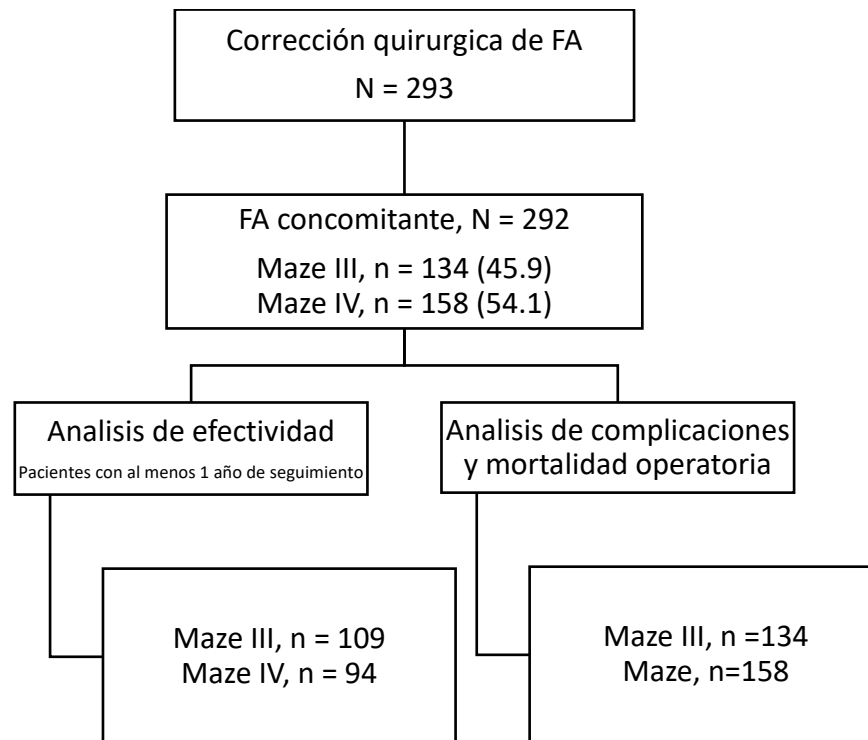 Corrección quirurgica de FA
N = 293
FA concomitante, N = 292
Maze III, n = 134 (45.9)
Maze IV, n = 158 (54.1)
Analisis de efectividad
Pacientes con al menos 1 año de seguimiento
Analisis de complicaciones
y mortalidad operatoria
Maze III, n = 109
Maze IV, n = 94
Maze III, n =134
Maze, n=158